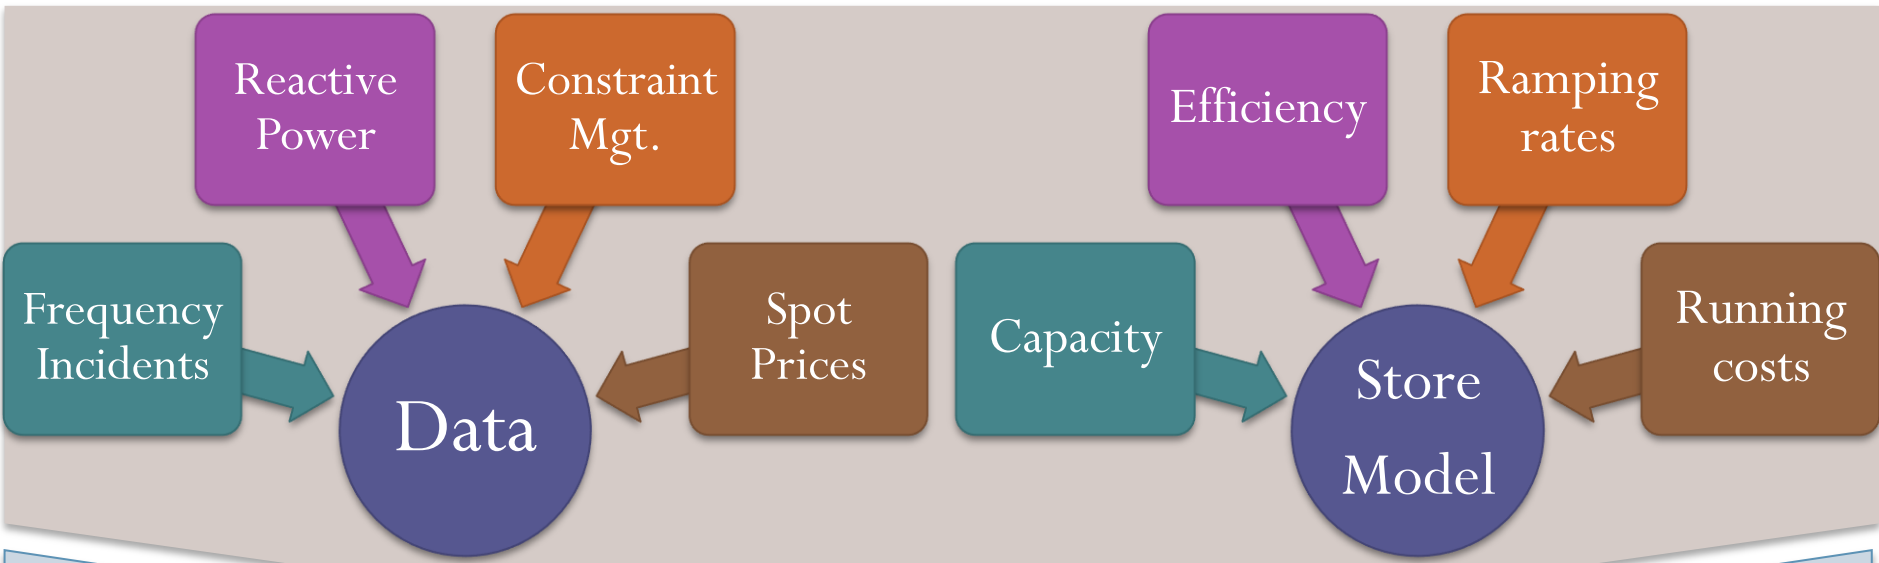 Reactive
Power
Constraint
Mgt.
Frequency
Incidents
Spot
Prices
Data
Efficiency
Ramping
rates
Capacity
Running
costs
Store
Model